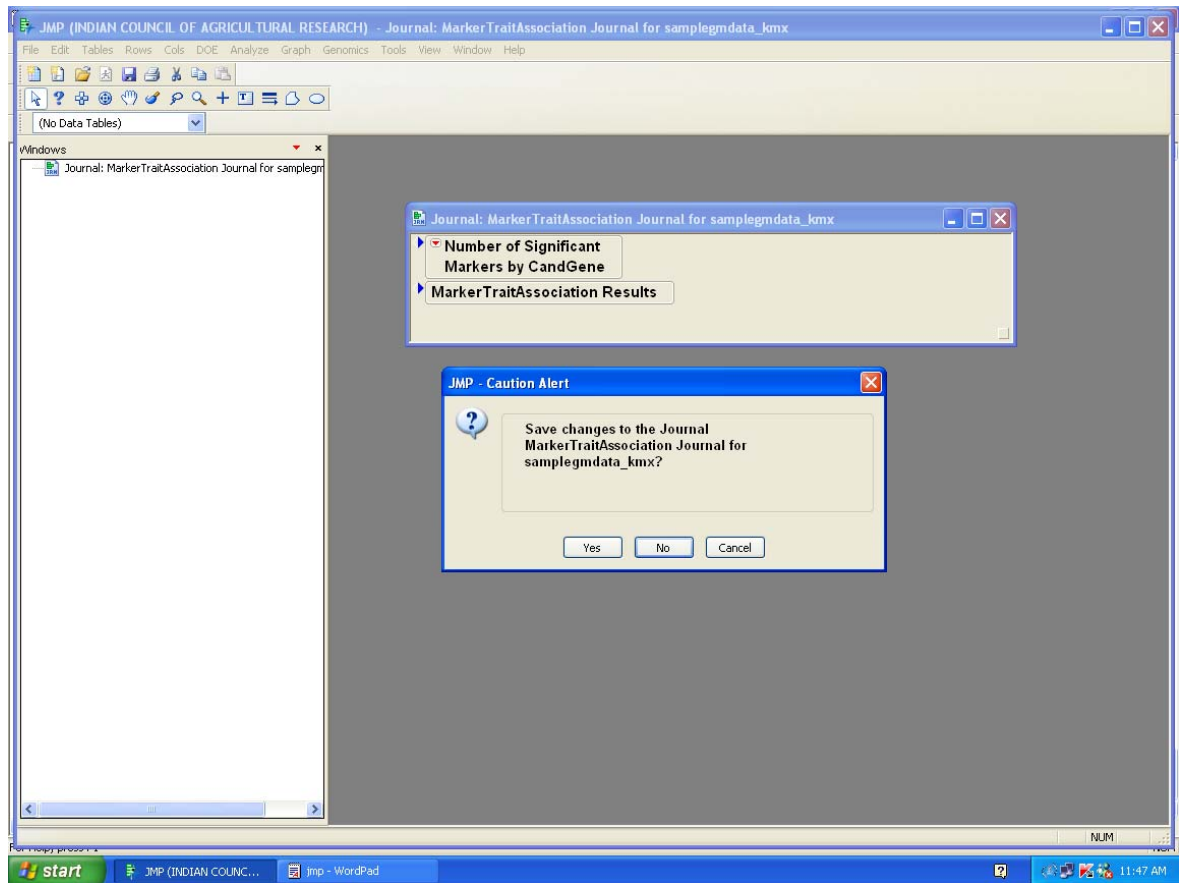 JMP (INDIAN COUNCIL OF AGRICULTURAL RESEARCH) - Journal: MarkerTraitAssociation Journal for samplegmdata_kmx
File Edit Tables Rows Cols DOE Analyze Graph Genomics Tools View Window Help
(No Data Tables)
Windows
Journal: MarkerTraitAssociation Journal for samplegm
JRN
Journal: MarkerTraitAssociation Journal for samplegmdata_kmx
Number of Significant
Markers by CandGene
MarkerTraitAssociation Results
JMP - Caution Alert
Save changes to the Journal
MarkerTraitAssociation Journal for
samplegmdata_kmx?
Yes No Cancel
NUM
start JMP (INDIAN COUNC... jmp - WordPad 11:47 AM